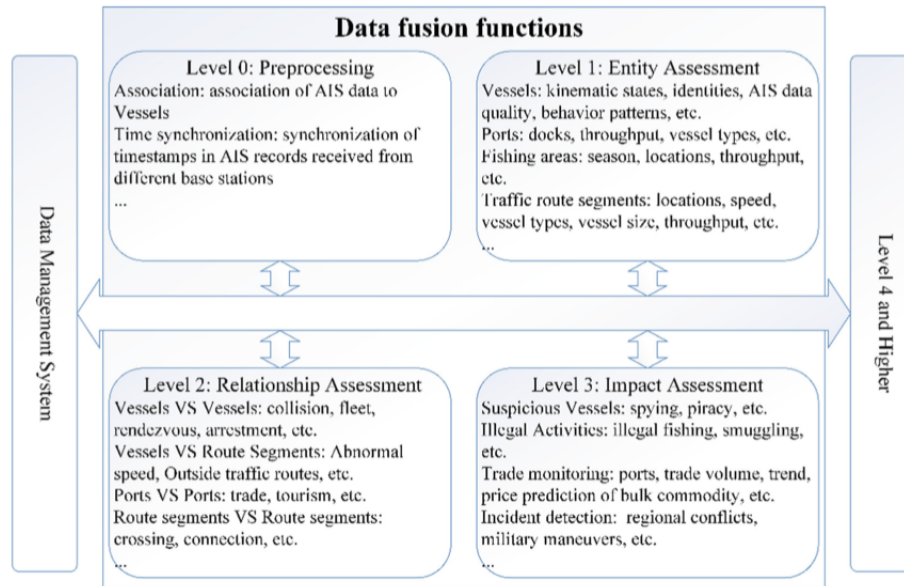 Data fusion functions
Data Management System
Level 0: Preprocessing
Association: association of AIS data to
Vessels
Time synchronization: synchronization of
timestamps in AIS records received from
different base stations
...
Level 1: Entity Assessment
Vessels: kinematic states, identities, AIS data
quality, behavior patterns, etc.
Ports: docks, throughput, vessel types, etc.
Fishing areas: season, locations, throughput,
etc.
Traffic route segments: locations, speed,
vessel types, vessel size, throughput, etc.
...
Level 2: Relationship Assessment
Vessels VS Vessels: collision, fleet,
rendezvous, arrestment, etc.
Vessels VS Route Segments: Abnormal
speed, Outside traffic routes, etc.
Ports VS Ports: trade, tourism, etc.
Route segments VS Route segments:
crossing, connection, etc.
...
Level 3: Impact Assessment
Suspicious Vessels: spying, piracy, etc.
Illegal Activities: illegal fishing, smuggling,
etc.
Trade monitoring: ports, trade volume, trend,
price prediction of bulk commodity, etc.
Incident detection: regional conflicts,
military maneuvers, etc.
...
Level 4 and Higher